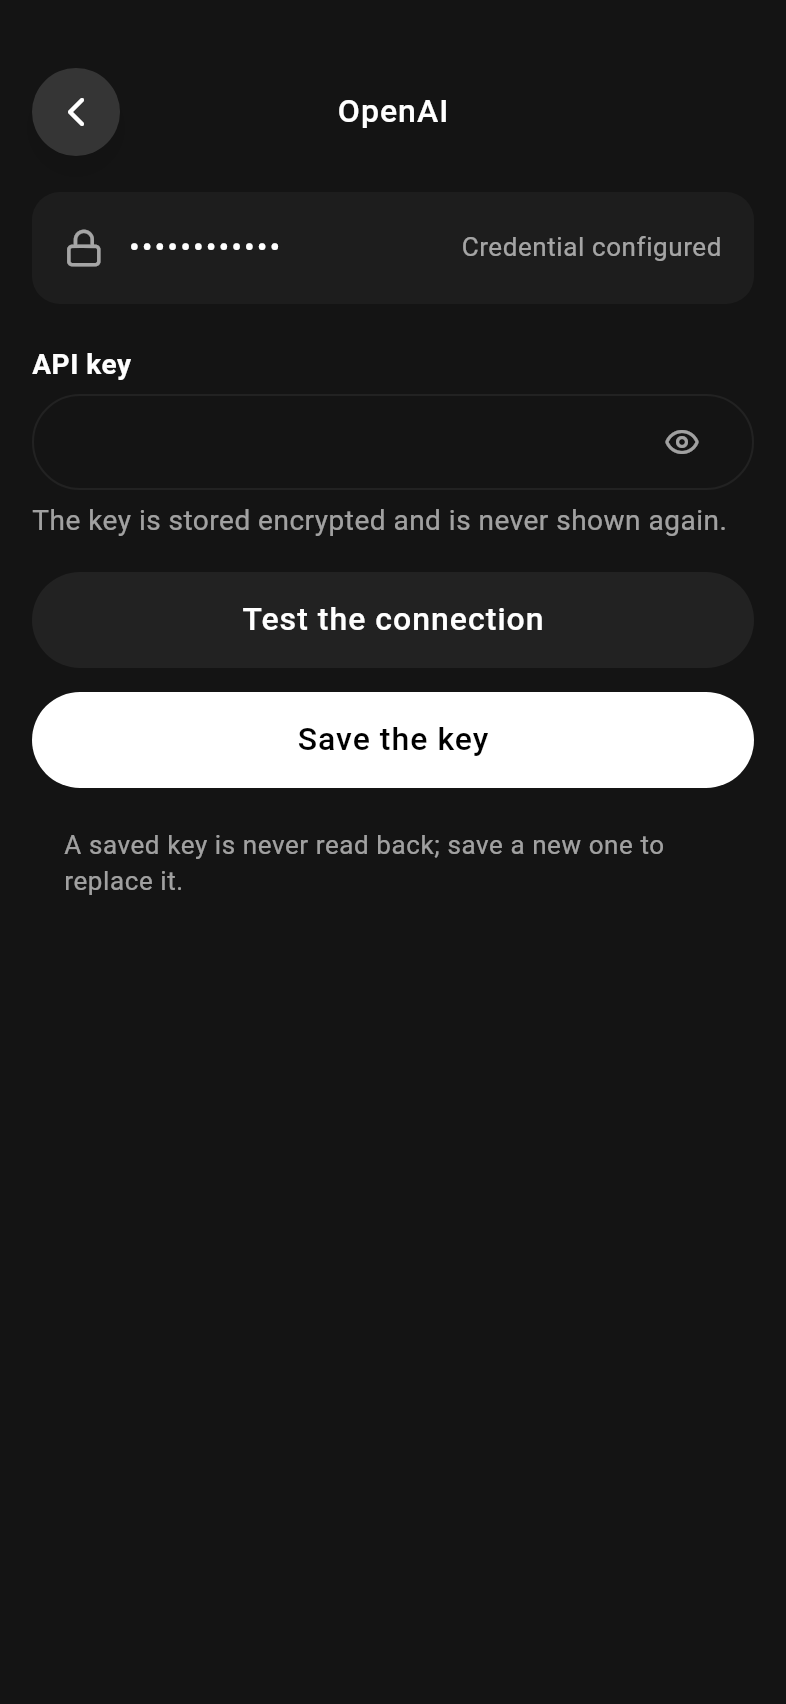 OpenAI
•••••••••••• Credential configured
API key
The key is stored encrypted and is never shown again.
Test the connection
Save the key
A saved key is never read back; save a new one to
replace it.